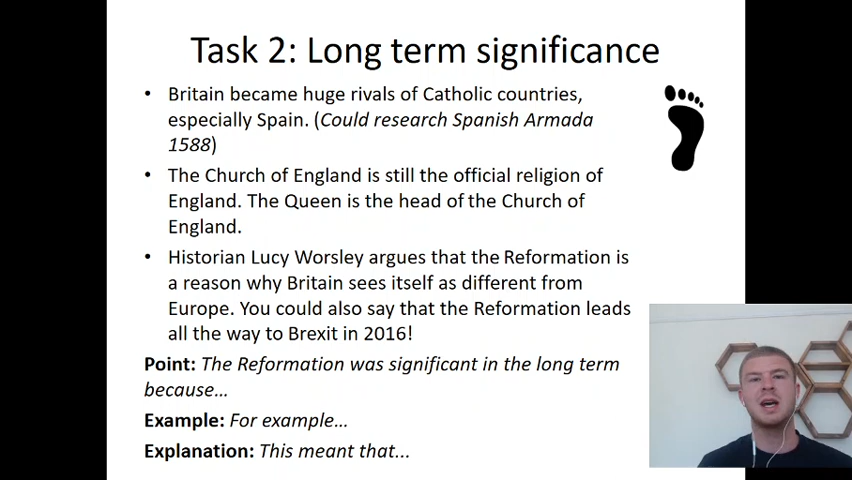 Task 2: Long term significance
• Britain became huge rivals of Catholic countries,
especially Spain. (Could research Spanish Armada
1588)
• The Church of England is still the official religion of
England. The Queen is the head of the Church of
England.
• Historian Lucy Worsley argues that the Reformation is
a reason why Britain sees itself as different from
Europe. You could also say that the Reformation leads
all the way to Brexit in 2016!
Point: The Reformation was significant in the long term
because…
Example: For example…
Explanation: This meant that...